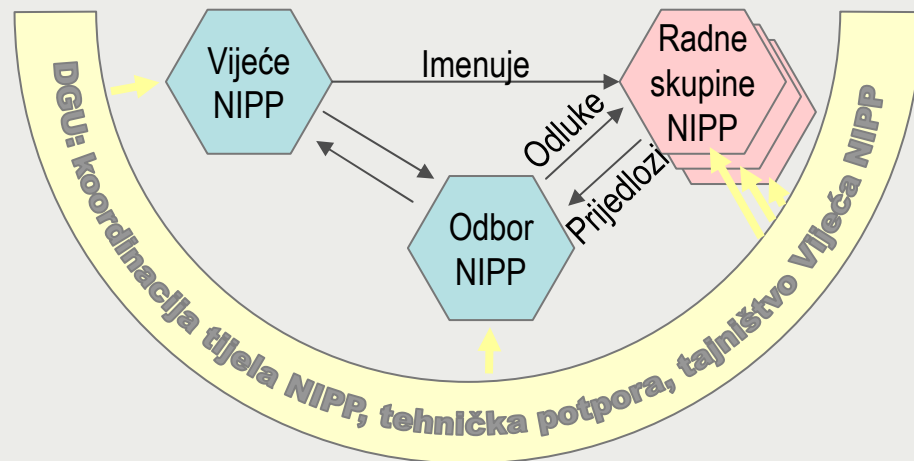 Vijeće
NIPP
Imenuje
Radne
skupine
NIPP
Odluke
Prijedlozi
Odbor
NIPP
DGU: koordinacija tijela NIPP, tehnička potpora, tajništvo Vijeća NIPP